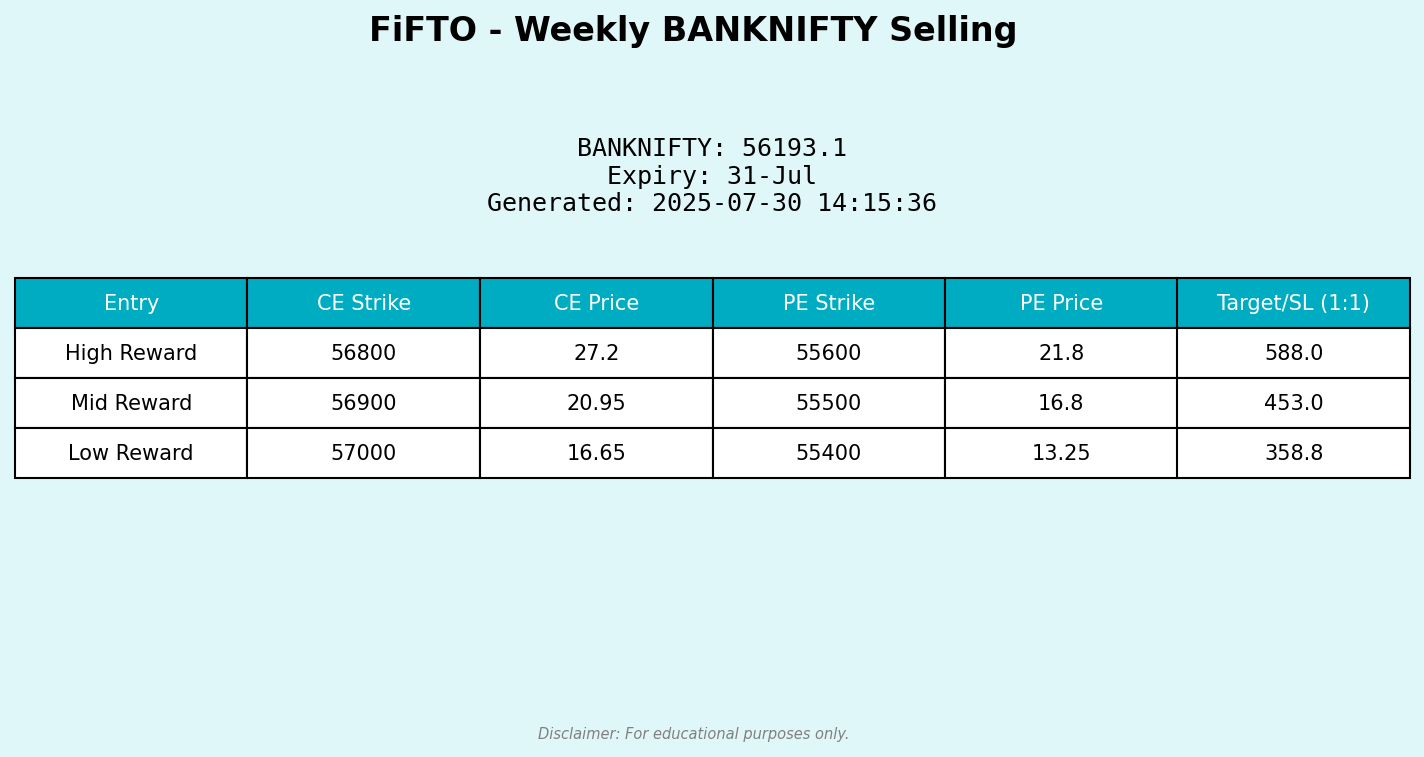 FiFTO - Weekly BANKNIFTY Selling
BANKNIFTY: 56193.1
Expiry: 31-Jul
Generated: 2025-07-30 14:15:36
Entry CE Strike CE Price PE Strike PE Price Target/SL (1:1)
High Reward 56800 27.2 55600 21.8 588.0
Mid Reward 56900 20.95 55500 16.8 453.0
Low Reward 57000 16.65 55400 13.25 358.8
Disclaimer: For educational purposes only.